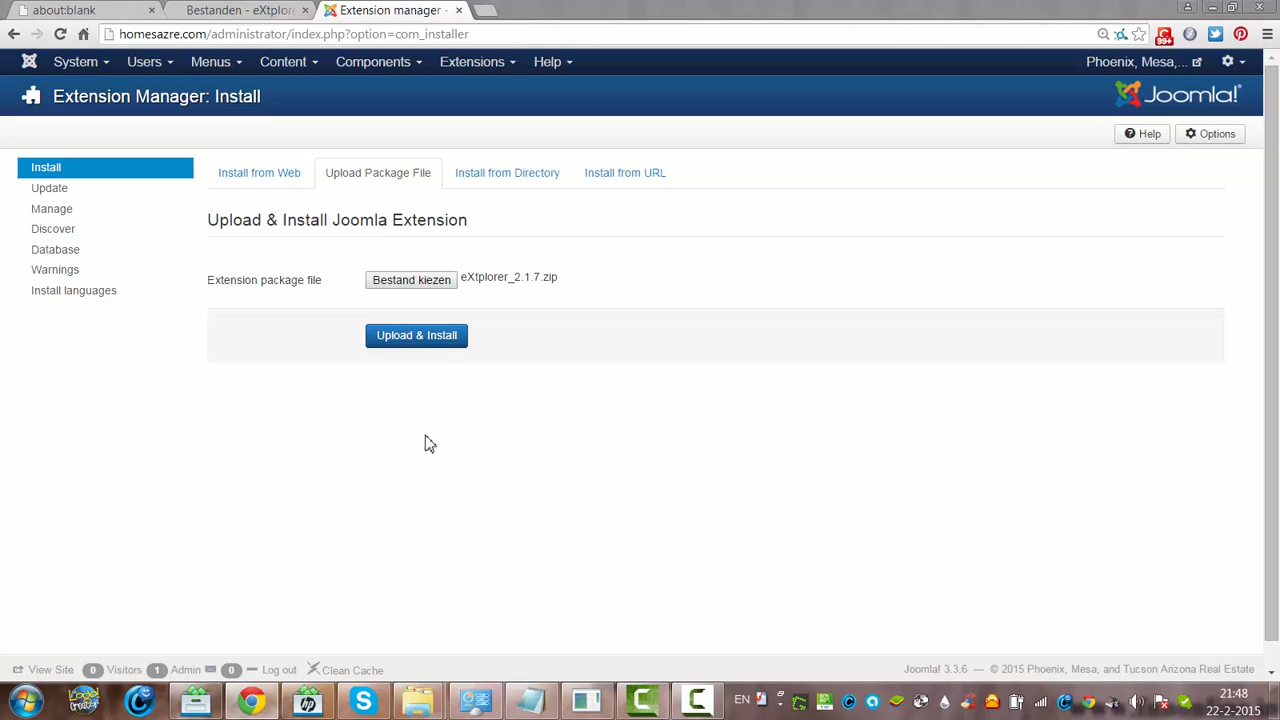 about:blank
Bestanden - eXtplore
Extension manager -
homesazre.com/administrator/index.php?option=com_installer
99+
System Users Menus Content Components Extensions Help
Phoenix, Mesa,...
Extension Manager: Install
Joomla!
Help Options
Install
Update
Manage
Discover
Database
Warnings
Install languages
Install from Web
Upload Package File
Install from Directory
Install from URL
Upload & Install Joomla Extension
Extension package file
Bestand kiezen
eXtplorer_2.1.7.zip
Upload & Install
View Site 0 Visitors 1 Admin 0 Log out Clean Cache
Joomla! 3.3.6 — © 2015 Phoenix, Mesa, and Tucson Arizona Real Estate
EN
21:48
22-2-2015